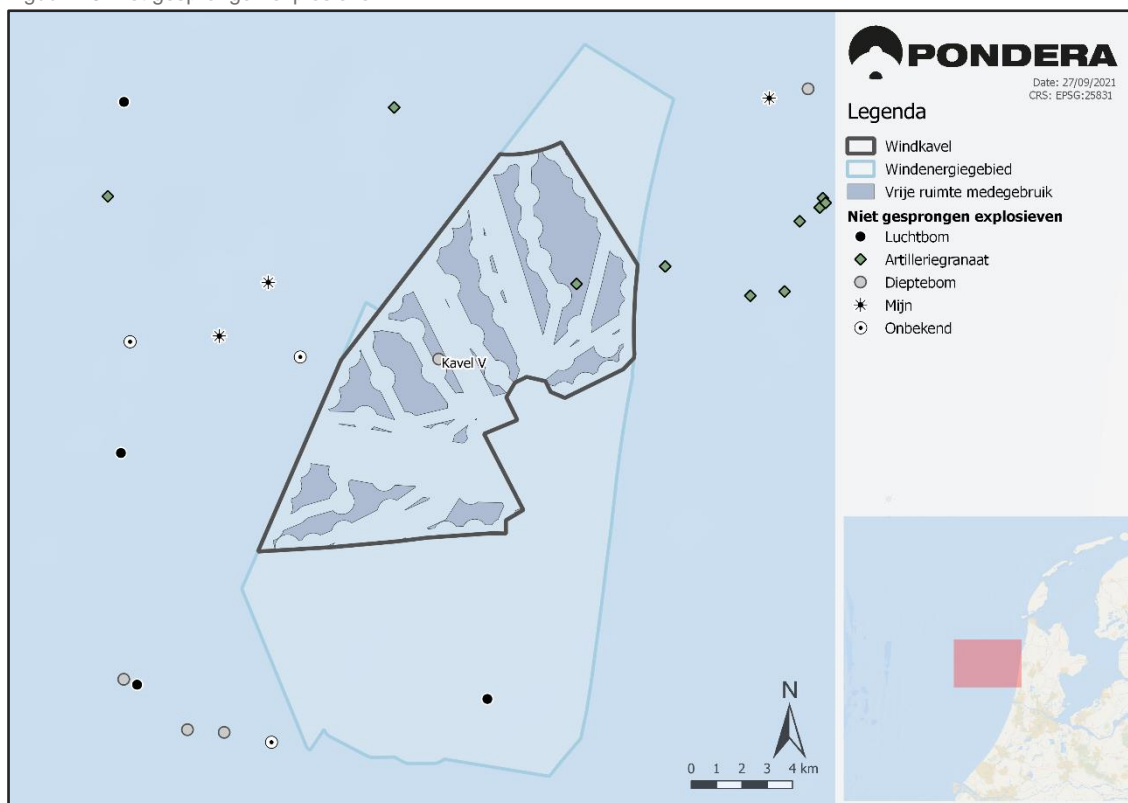 PONDERA
Date: 27/09/2021
CRS: EPSG:25831
Legenda
Windkavel
Windenergiegebied
Vrije ruimte medegebruik
Niet gesprongen explosieven
Luchtbom
Artilleriegranaat
Dieptebom
Mijn
Onbekend
Kavel V
N
0 1 2 3 4 km